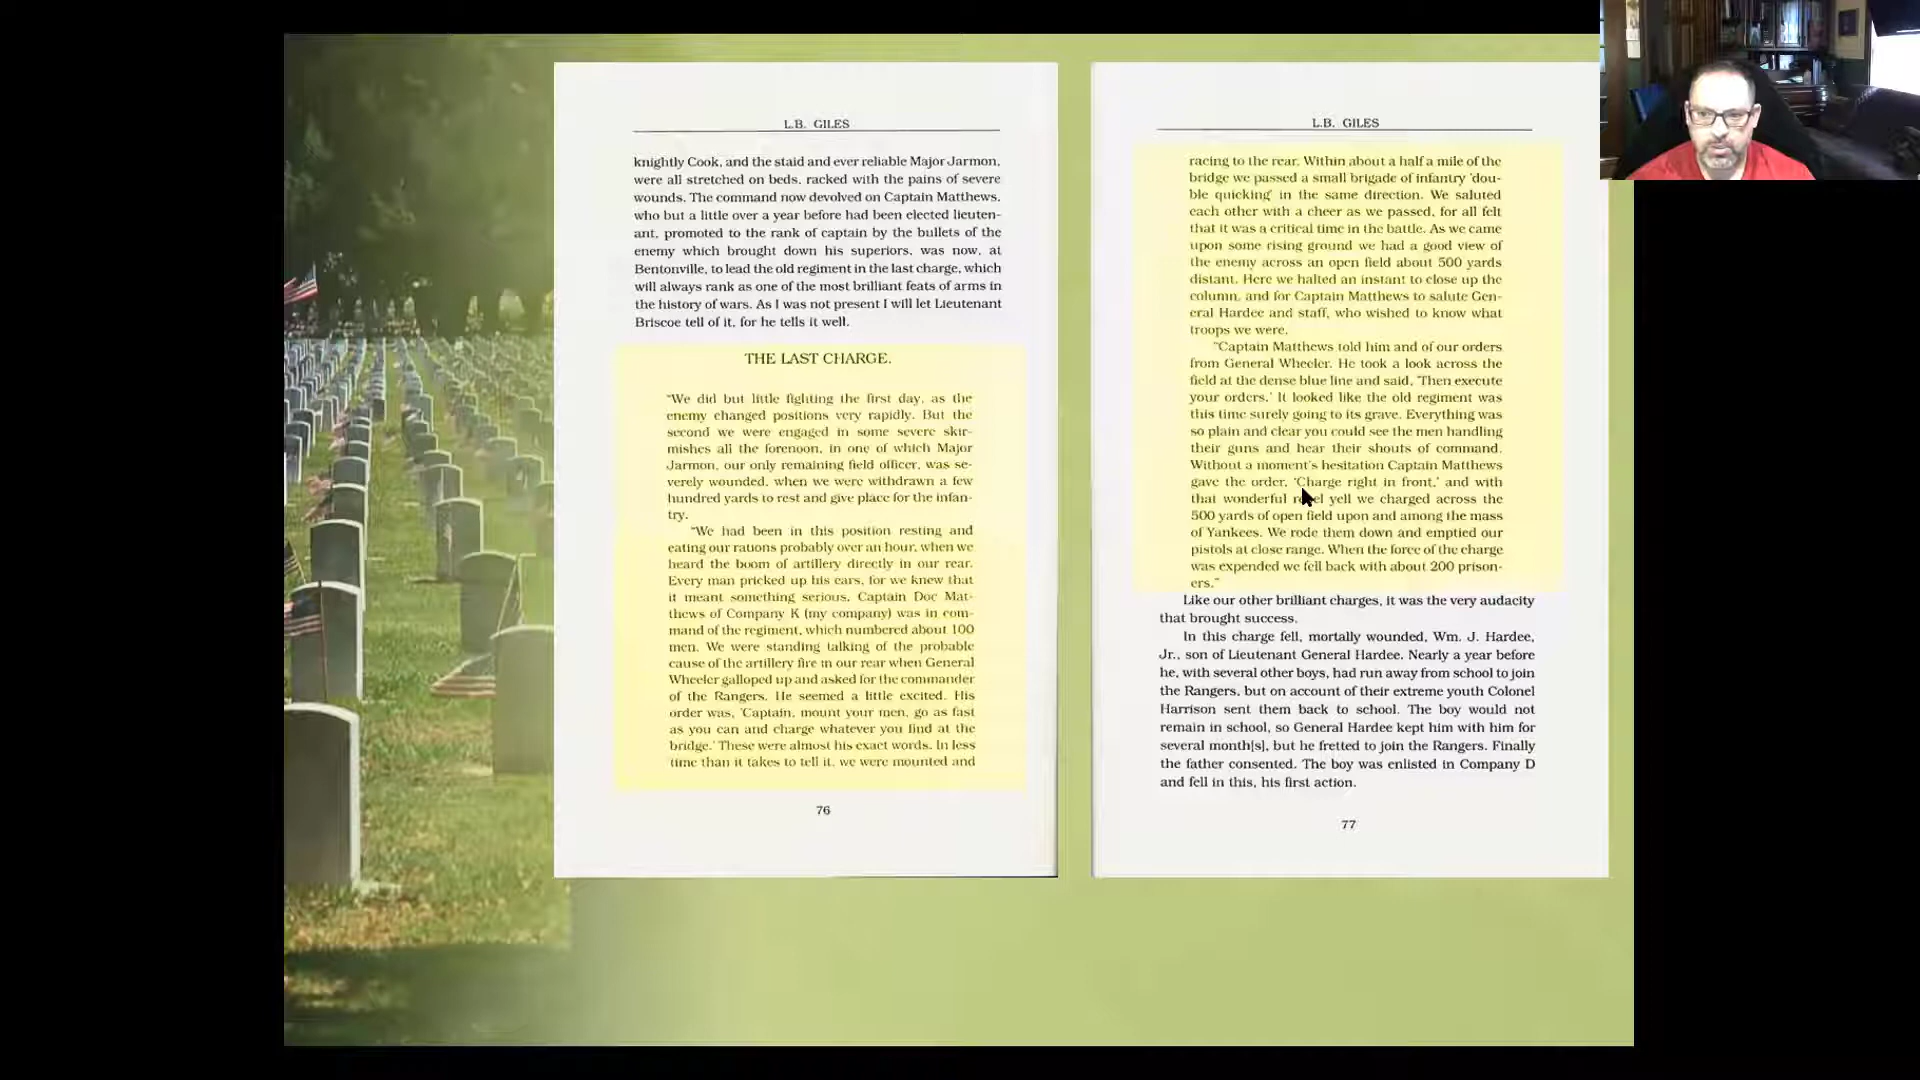 L.B. GILES
knightly Cook, and the staid and ever reliable Major Jarmon,
were all stretched on beds, racked with the pains of severe
wounds. The command now devolved on Captain Matthews,
who but a little over a year before had been elected lieuten-
ant, promoted to the rank of captain by the bullets of the
enemy which brought down his superiors, was now, at
Bentonville, to lead the old regiment in the last charge, which
will always rank as one of the most brilliant feats of arms in
the history of wars. As I was not present I will let Lieutenant
Briscoe tell of it, for he tells it well.
THE LAST CHARGE.
"We did but little fighting the first day, as the
enemy changed positions very rapidly. But the
second we were engaged in some severe skir-
mishes all the forenoon, in one of which Major
Jarmon, our only remaining field officer, was se-
verely wounded, when we were withdrawn a few
hundred yards to rest and give place for the infan-
try.
"We had been in this position resting and
eating our rations probably over an hour, when we
heard the boom of artillery directly in our rear.
Every man pricked up his ears, for we knew that
it meant something serious. Captain Doc Mat-
thews of Company K (my company) was in com-
mand of the regiment, which numbered about 100
men. We were standing talking of the probable
cause of the artillery fire in our rear when General
Wheeler galloped up and asked for the commander
of the Rangers. He seemed a little excited. His
order was, 'Captain, mount your men, go as fast
as you can and charge whatever you find at the
bridge.' These were almost his exact words. In less
time than it takes to tell it, we were mounted and
76
L.B. GILES
racing to the rear. Within about a half a mile of the
bridge we passed a small brigade of infantry 'dou-
ble quicking' in the same direction. We saluted
each other with a cheer as we passed, for all felt
that it was a critical time in the battle. As we came
upon some rising ground we had a good view of
the enemy across an open field about 500 yards
distant. Here we halted an instant to close up the
column, and for Captain Matthews to salute Gen-
eral Hardee and staff, who wished to know what
troops we were.
"Captain Matthews told him and of our orders
from General Wheeler. He took a look across the
field at the dense blue line and said, 'Then execute
your orders.' It looked like the old regiment was
this time surely going to its grave. Everything was
so plain and clear you could see the men handling
their guns and hear their shouts of command.
Without a moment's hesitation Captain Matthews
gave the order, 'Charge right in front,' and with
that wonderful rebel yell we charged across the
500 yards of open field upon and among the mass
of Yankees. We rode them down and emptied our
pistols at close range. When the force of the charge
was expended we fell back with about 200 prison-
ers."
Like our other brilliant charges, it was the very audacity
that brought success.
In this charge fell, mortally wounded, Wm. J. Hardee,
Jr., son of Lieutenant General Hardee. Nearly a year before
he, with several other boys, had run away from school to join
the Rangers, but on account of their extreme youth Colonel
Harrison sent them back to school. The boy would not
remain in school, so General Hardee kept him with him for
several month[s], but he fretted to join the Rangers. Finally
the father consented. The boy was enlisted in Company D
and fell in this, his first action.
77